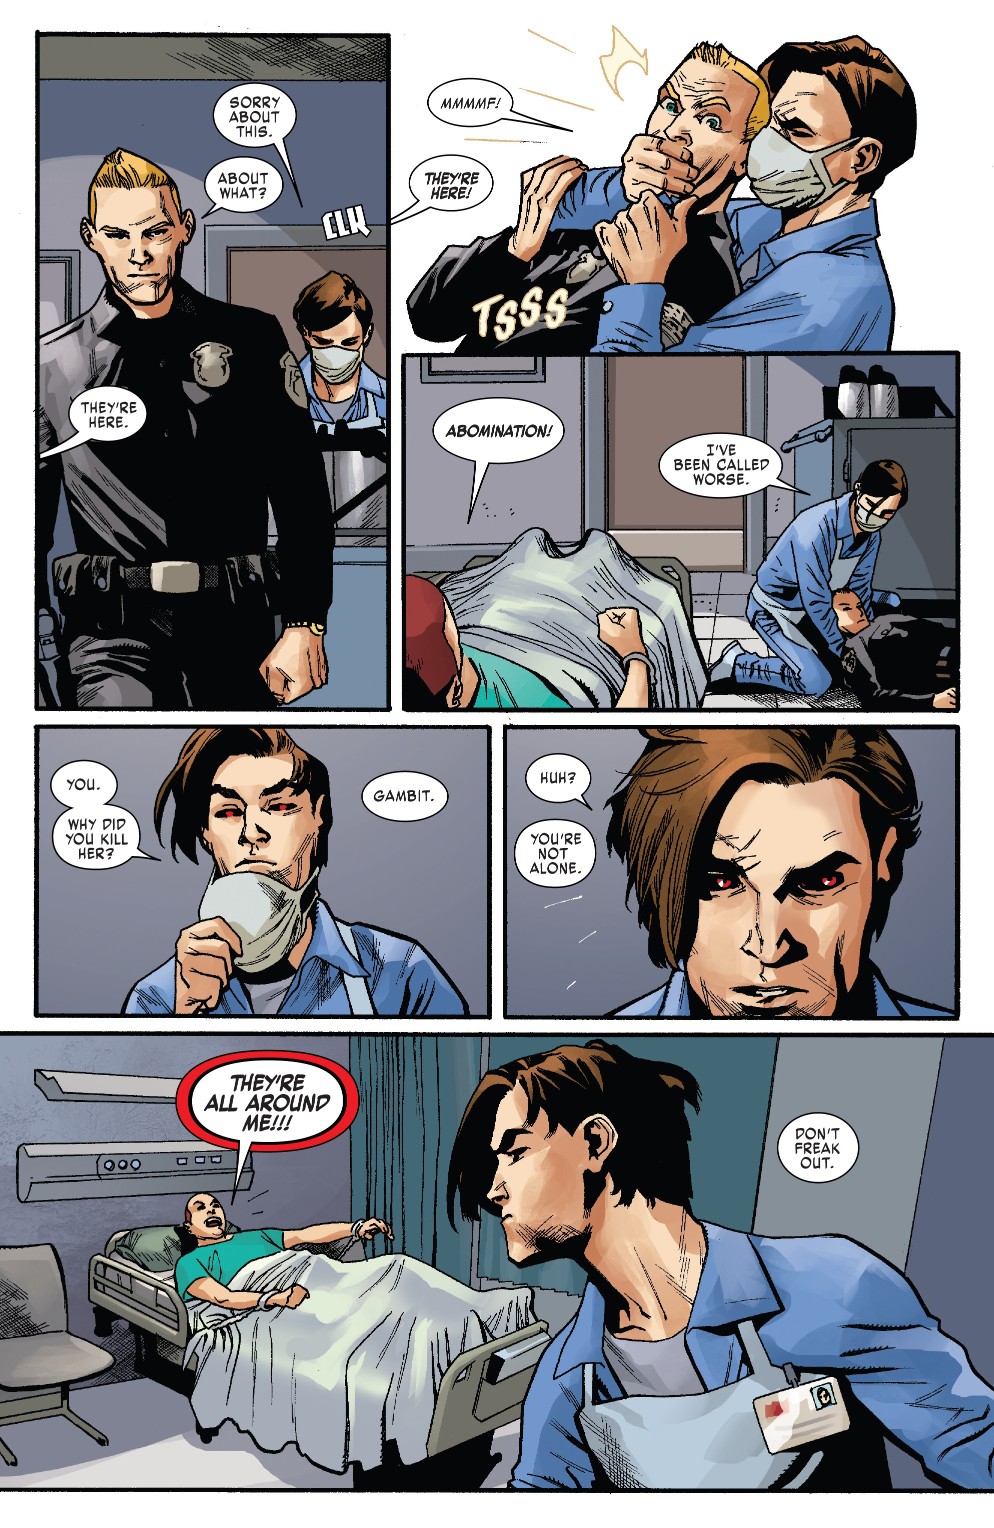 SORRY
ABOUT
THIS.
ABOUT
WHAT?
CLK
THEY'RE
HERE.
MMMMF!
THEY'RE
HERE!
TSSS
ABOMINATION!
I'VE
BEEN CALLED
WORSE.
YOU.
WHY DID
YOU KILL
HER?
GAMBIT.
HUH?
YOU'RE
NOT
ALONE.
THEY'RE
ALL AROUND
ME!!!
DON'T
FREAK
OUT.